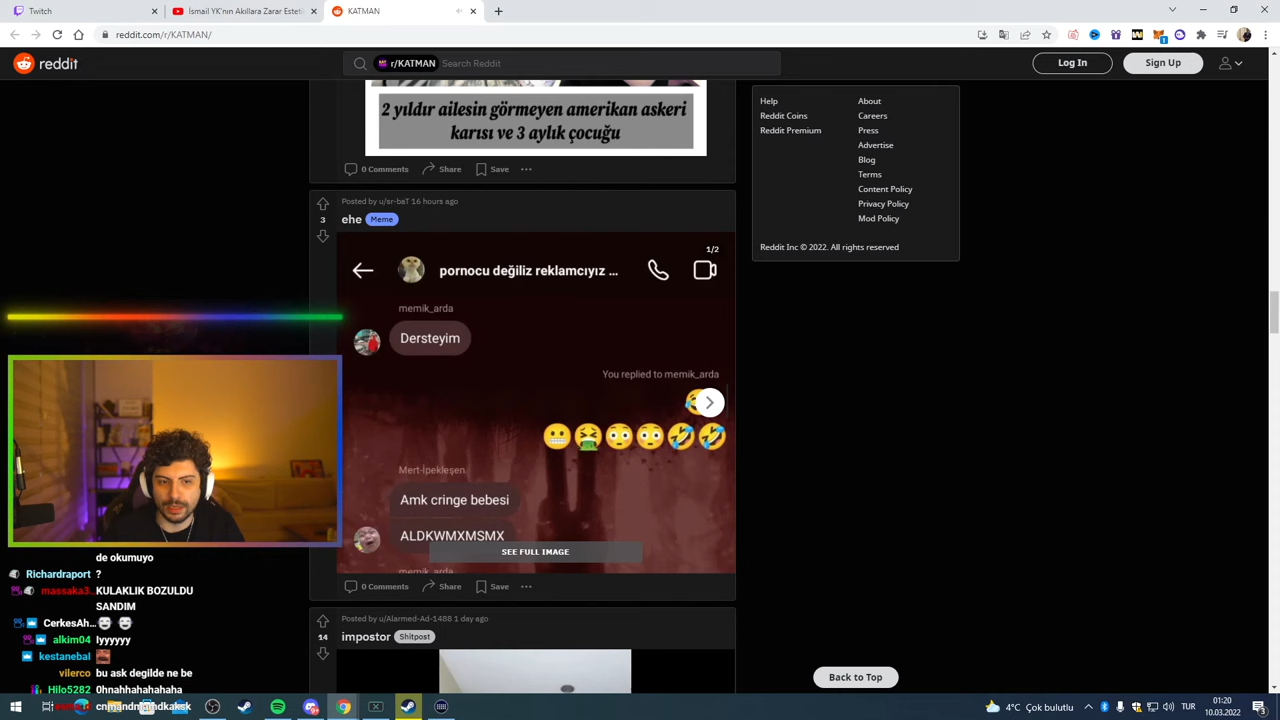 Twitch
İsmail YK'nın Akıllara Zarar Esteti
KATMAN
reddit.com/r/KATMAN/
reddit
r/KATMAN
Search Reddit
Log In
Sign Up
2 yıldır ailesin görmeyen amerikan askeri
karısı ve 3 aylık çocuğu
0 Comments
Share
Save
Help
About
Reddit Coins
Careers
Reddit Premium
Press
Advertise
Blog
Terms
Content Policy
Privacy Policy
Mod Policy
Reddit Inc © 2022. All rights reserved
Posted by u/sr-baT 16 hours ago
3
ehe
Meme
1/2
pornocu değiliz reklamcıyız ...
memik_arda
Dersteyim
You replied to memik_arda
Mert-İpekleşen.
Amk cringe bebesi
ALDKWMXMSMX
SEE FULL IMAGE
memik_arda
0 Comments
Share
Save
Posted by u/Alarmed-Ad-1488 1 day ago
14
impostor
Shitpost
Back to Top
de okumuyo
Richardraport
?
massaka3...
KULAKLIK BOZULDU
SANDIM
CerkesAh...
alkim04
Iyyyyyy
kestanebal
vilerco
bu ask degilde ne be
Hilo5282
0hnahhahahahaha
4°C Çok bulutlu
TUR
01:20
10.03.2022